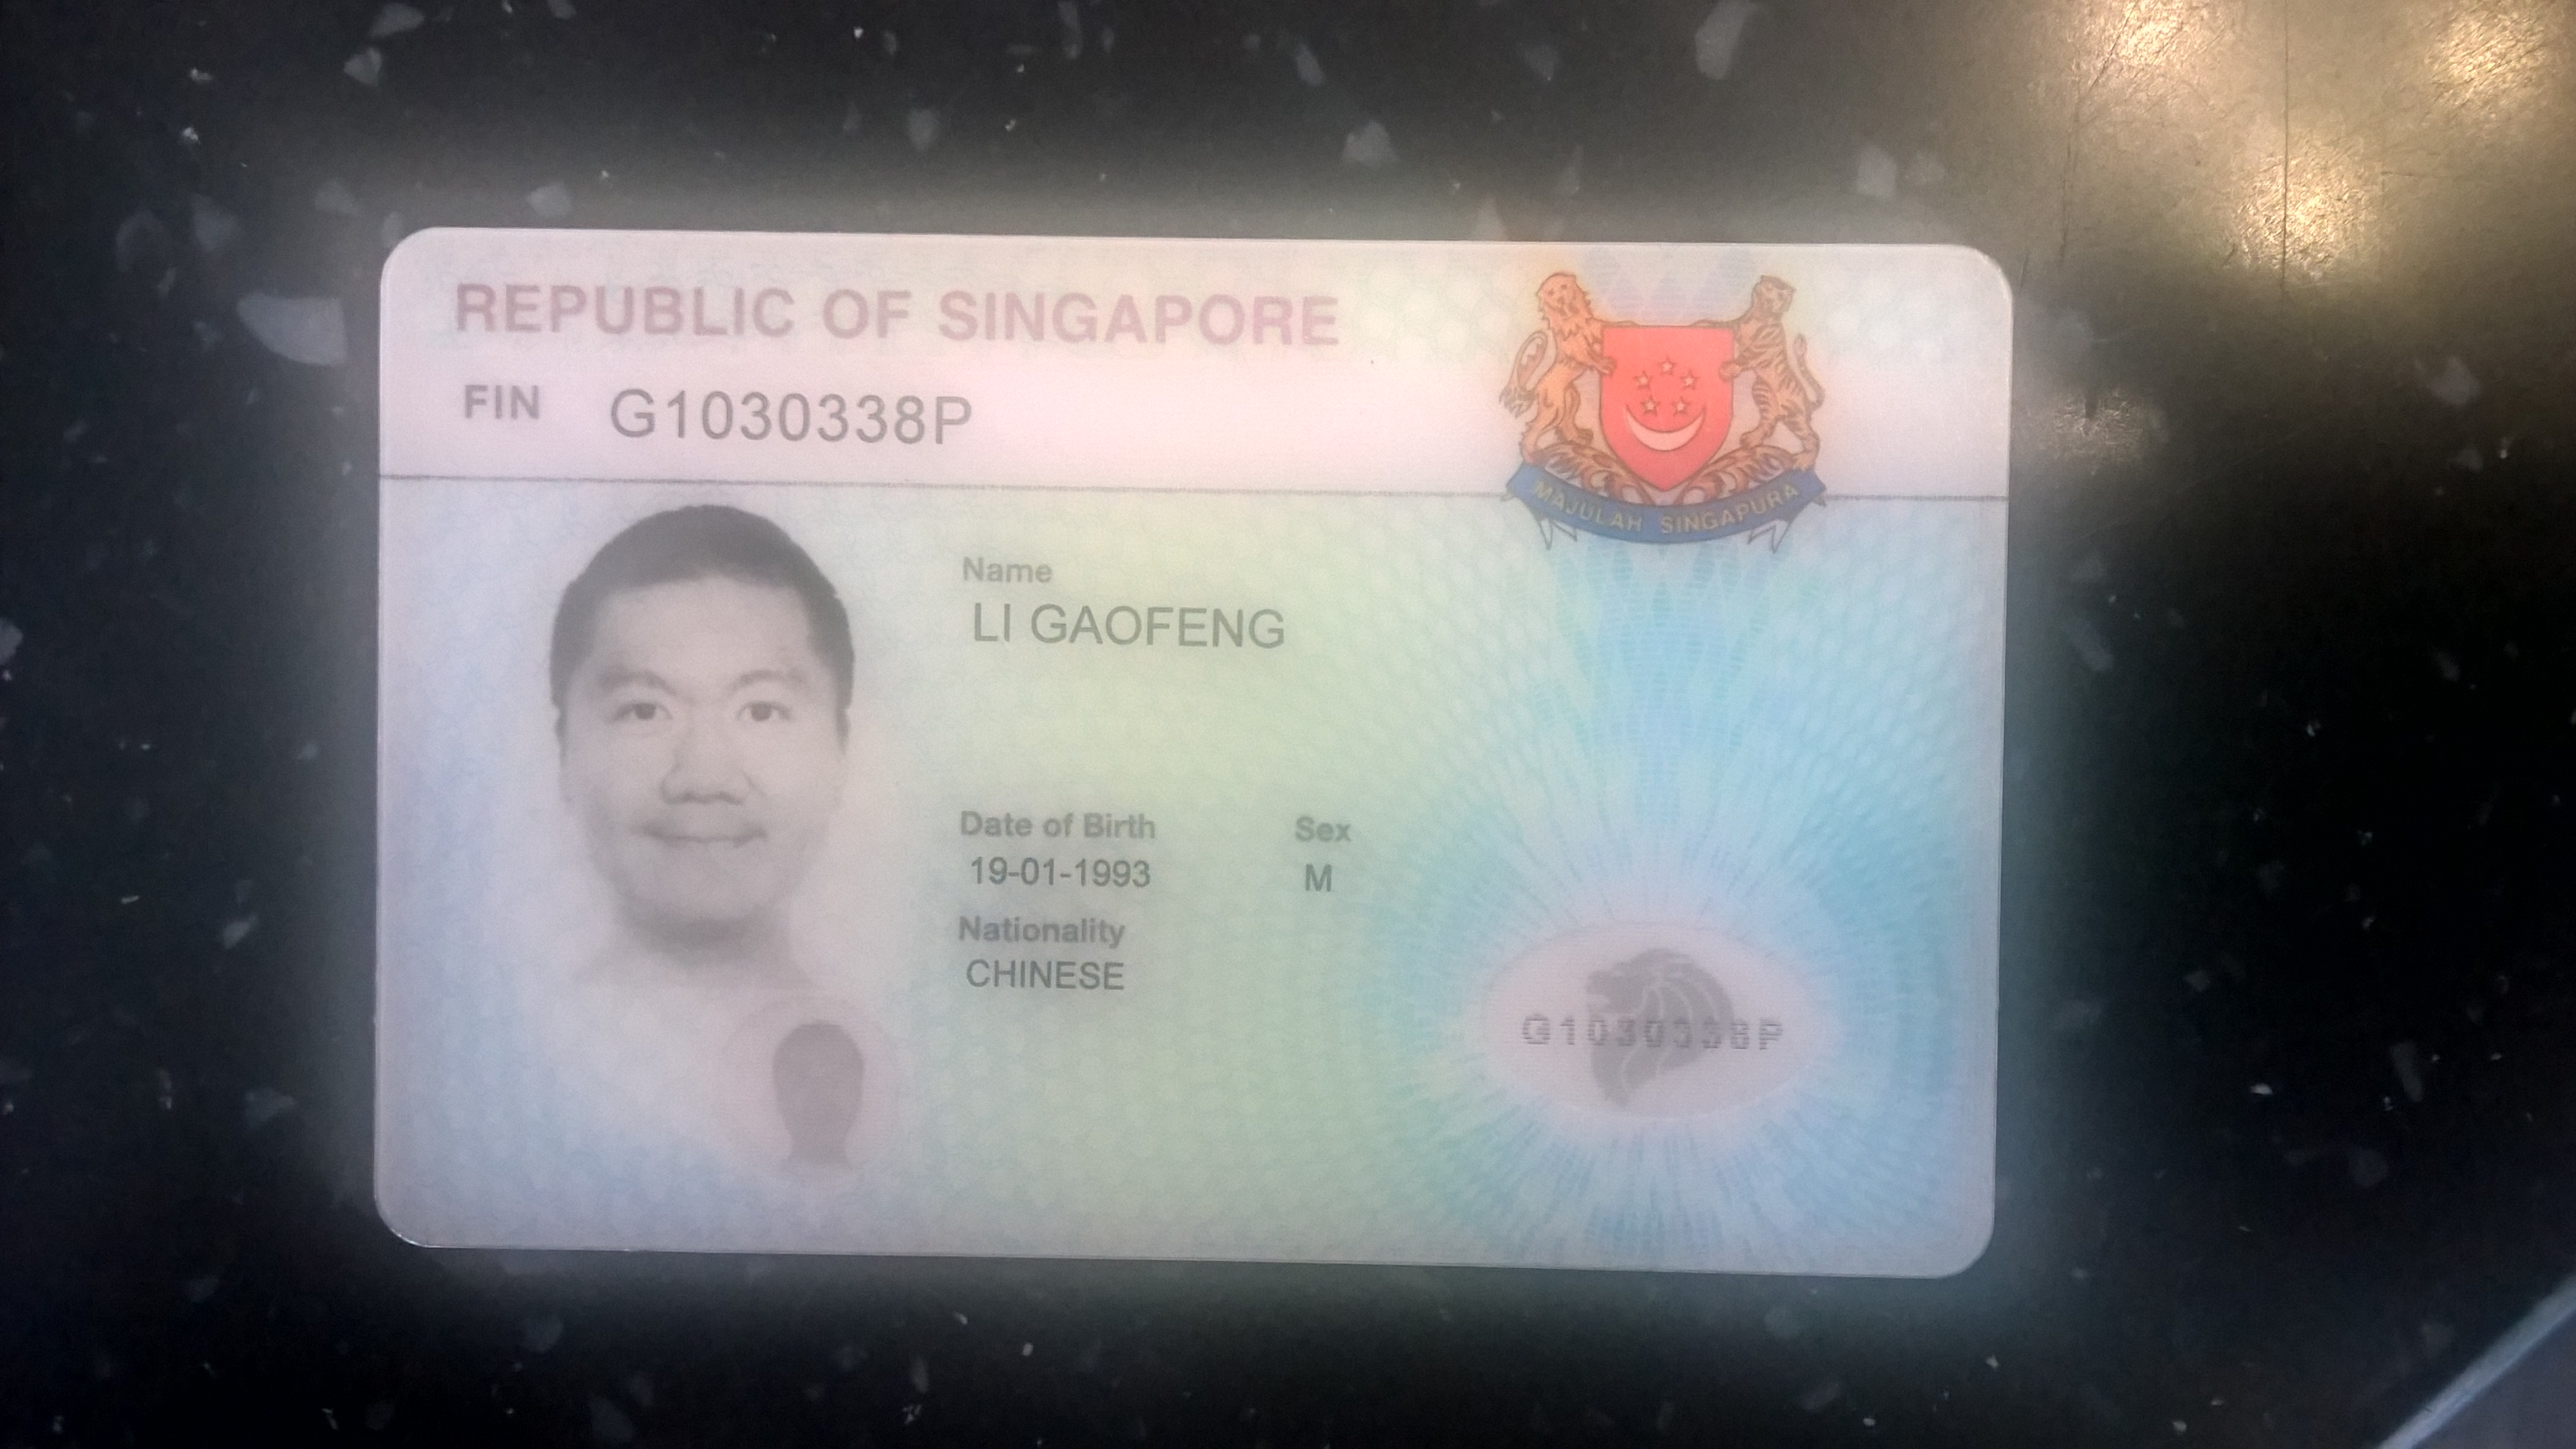 REPUBLIC OF SINGAPORE
FIN G1030338P
MAJULAH SINGAPURA
Name
LI GAOFENG
Date of Birth Sex
19-01-1993 M
Nationality
CHINESE
G1030338P